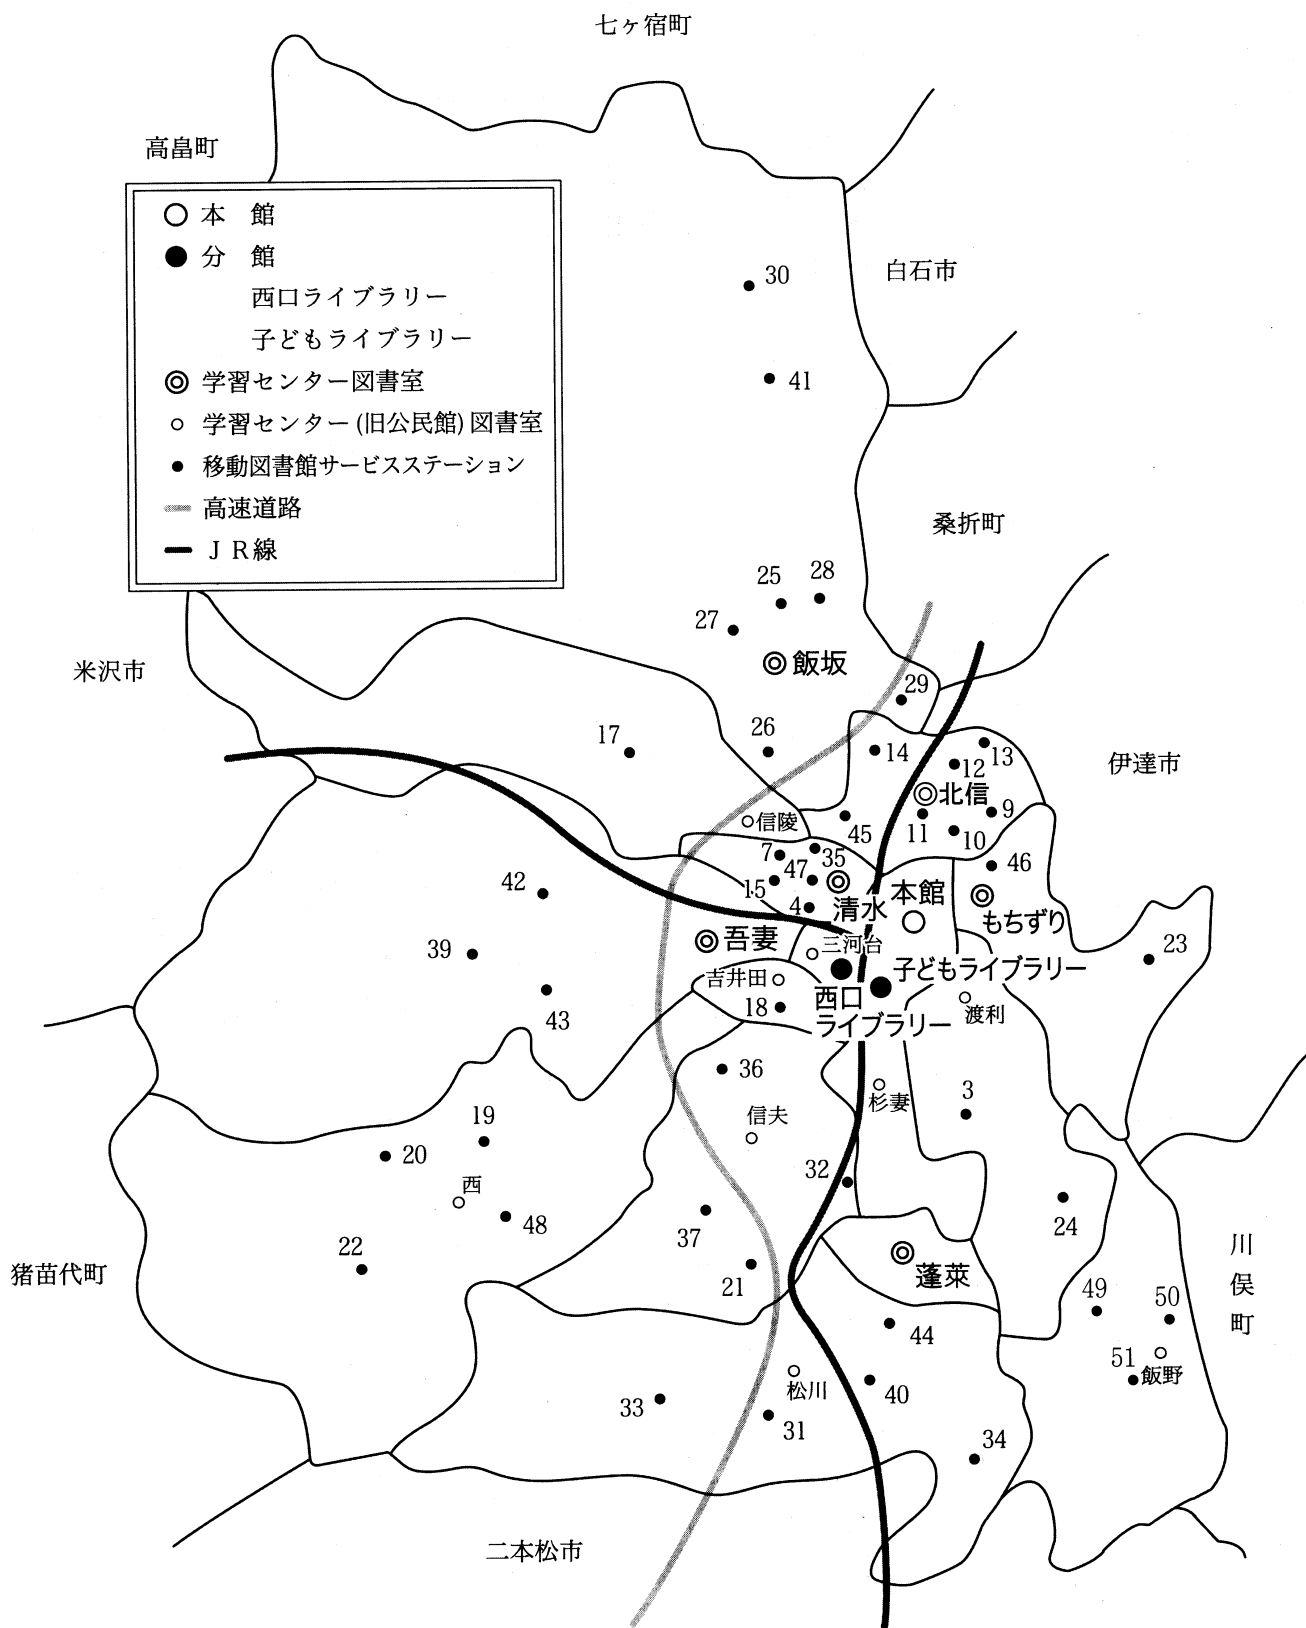 七ヶ宿町
高畠町
本 館
分 館
西口ライブラリー
子どもライブラリー
学習センター図書室
学習センター(旧公民館)図書室
移動図書館サービスステーション
高速道路
ＪＲ線
30
白石市
41
桑折町
25
28
27
飯坂
米沢市
29
17
26
14
13
12
伊達市
北信
9
信陵
45
11
10
7
35
46
47
15
42
本館
4
清水
もちずり
吾妻
三河台
39
23
子どもライブラリー
吉井田
西口
ライブラリー
18
渡利
43
36
杉妻
3
19
信夫
20
32
西
48
24
37
22
川俣町
猪苗代町
蓬萊
21
49
50
44
51
飯野
松川
40
33
31
34
二本松市